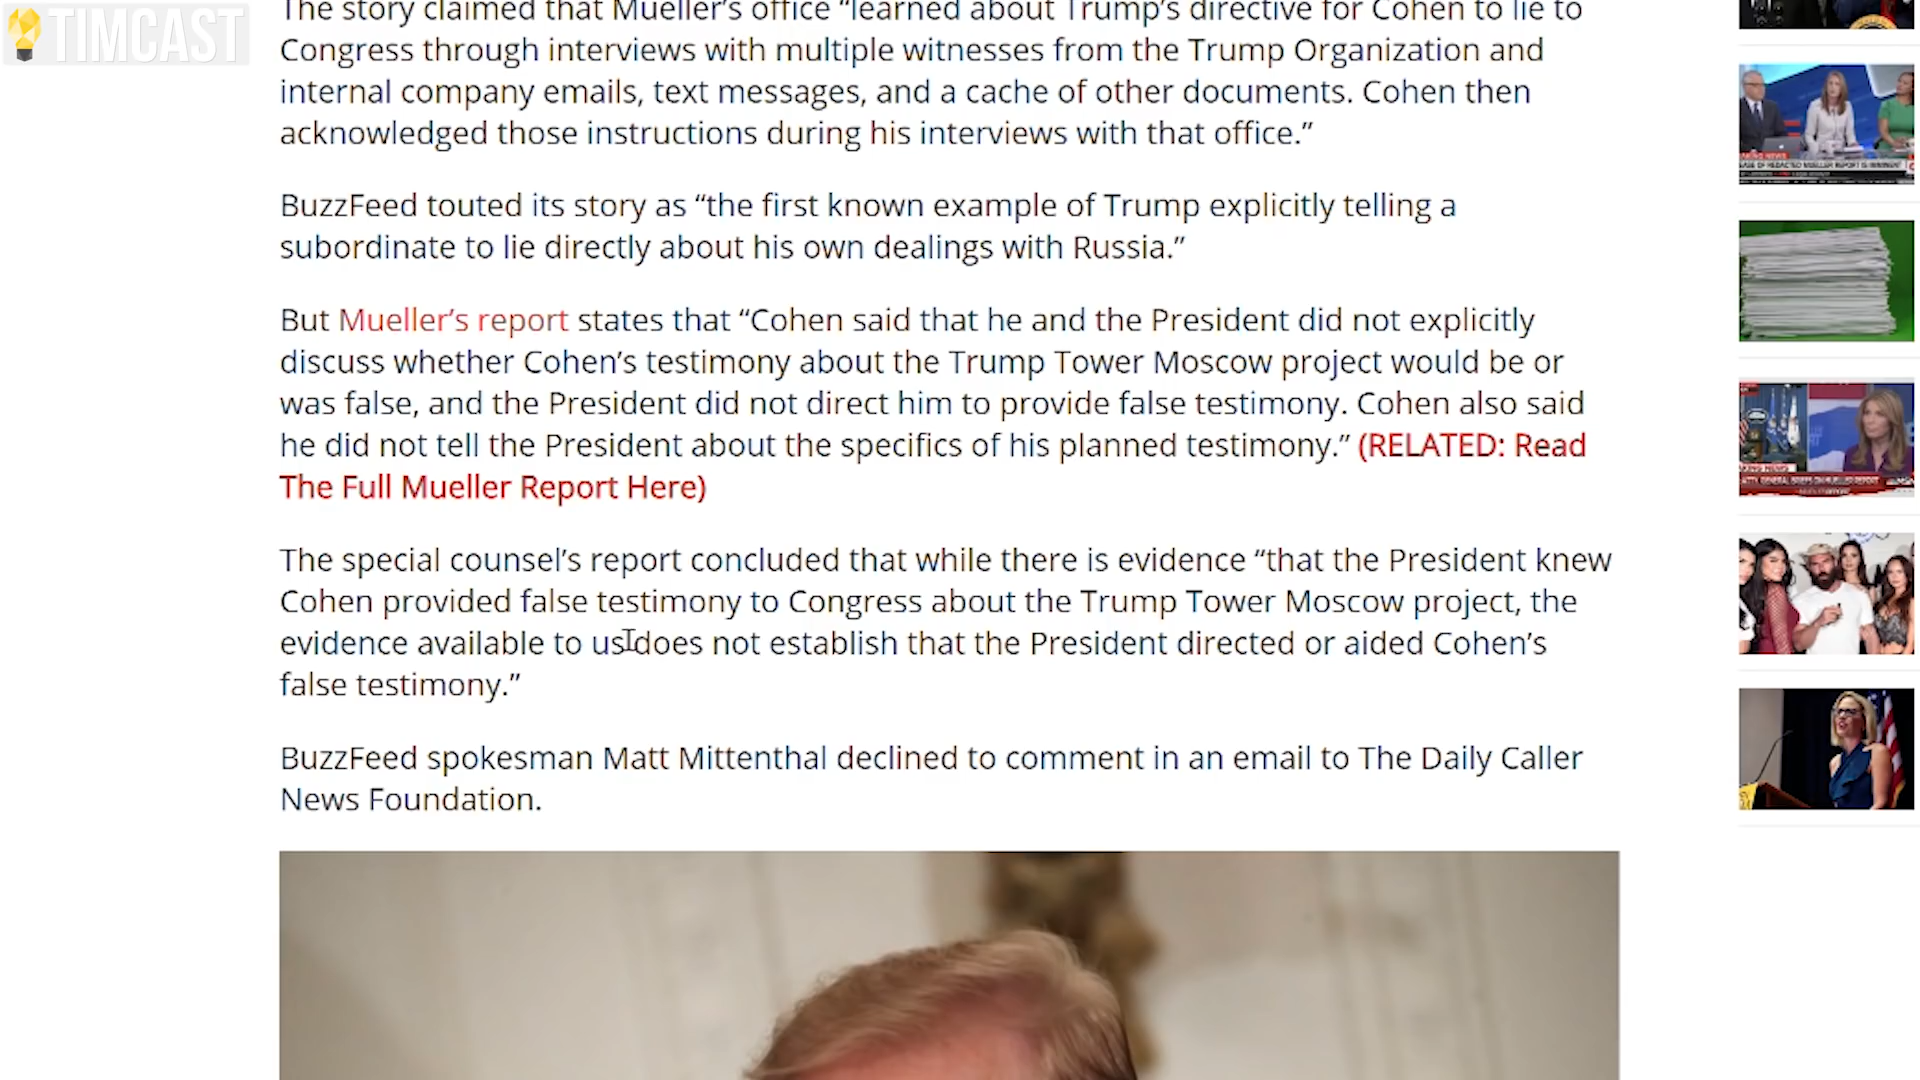 TIMCAST
The story claimed that Mueller’s office “learned about Trump’s directive for Cohen to lie to
Congress through interviews with multiple witnesses from the Trump Organization and
internal company emails, text messages, and a cache of other documents. Cohen then
acknowledged those instructions during his interviews with that office.”
BuzzFeed touted its story as “the first known example of Trump explicitly telling a
subordinate to lie directly about his own dealings with Russia.”
But Mueller’s report states that “Cohen said that he and the President did not explicitly
discuss whether Cohen’s testimony about the Trump Tower Moscow project would be or
was false, and the President did not direct him to provide false testimony. Cohen also said
he did not tell the President about the specifics of his planned testimony.” (RELATED: Read
The Full Mueller Report Here)
The special counsel’s report concluded that while there is evidence “that the President knew
Cohen provided false testimony to Congress about the Trump Tower Moscow project, the
evidence available to us does not establish that the President directed or aided Cohen’s
false testimony.”
BuzzFeed spokesman Matt Mittenthal declined to comment in an email to The Daily Caller
News Foundation.